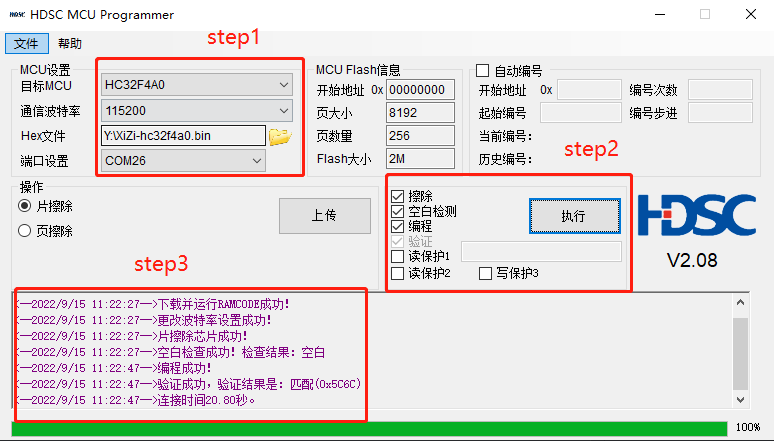 HDSC HDSC MCU Programmer
step1
文件 帮助
MCU设置
目标MCU HC32F4A0
通信波特率 115200
Hex文件 Y:\XiZi-hc32f4a0.bin
端口设置 COM26
MCU Flash信息
开始地址 0x 00000000
页大小 8192
页数量 256
Flash大小 2M
自动编号
开始地址 0x 编号次数
起始编号 编号步进
当前编号:
历史编号:
step2
操作
片擦除
页擦除
上传
擦除
空白检测
编程
验证
读保护1
读保护2 写保护3
执行
HDSC
V2.08
step3
<--2022/9/15 11:22:27-->下载并运行RAMCODE成功!
<--2022/9/15 11:22:27-->更改波特率设置成功!
<--2022/9/15 11:22:27-->片擦除芯片成功!
<--2022/9/15 11:22:27-->空白检查成功! 检查结果: 空白
<--2022/9/15 11:22:47-->编程成功!
<--2022/9/15 11:22:47-->验证成功, 验证结果是: 匹配(0x5C6C)
<--2022/9/15 11:22:47-->连接时间20.80秒。
100%